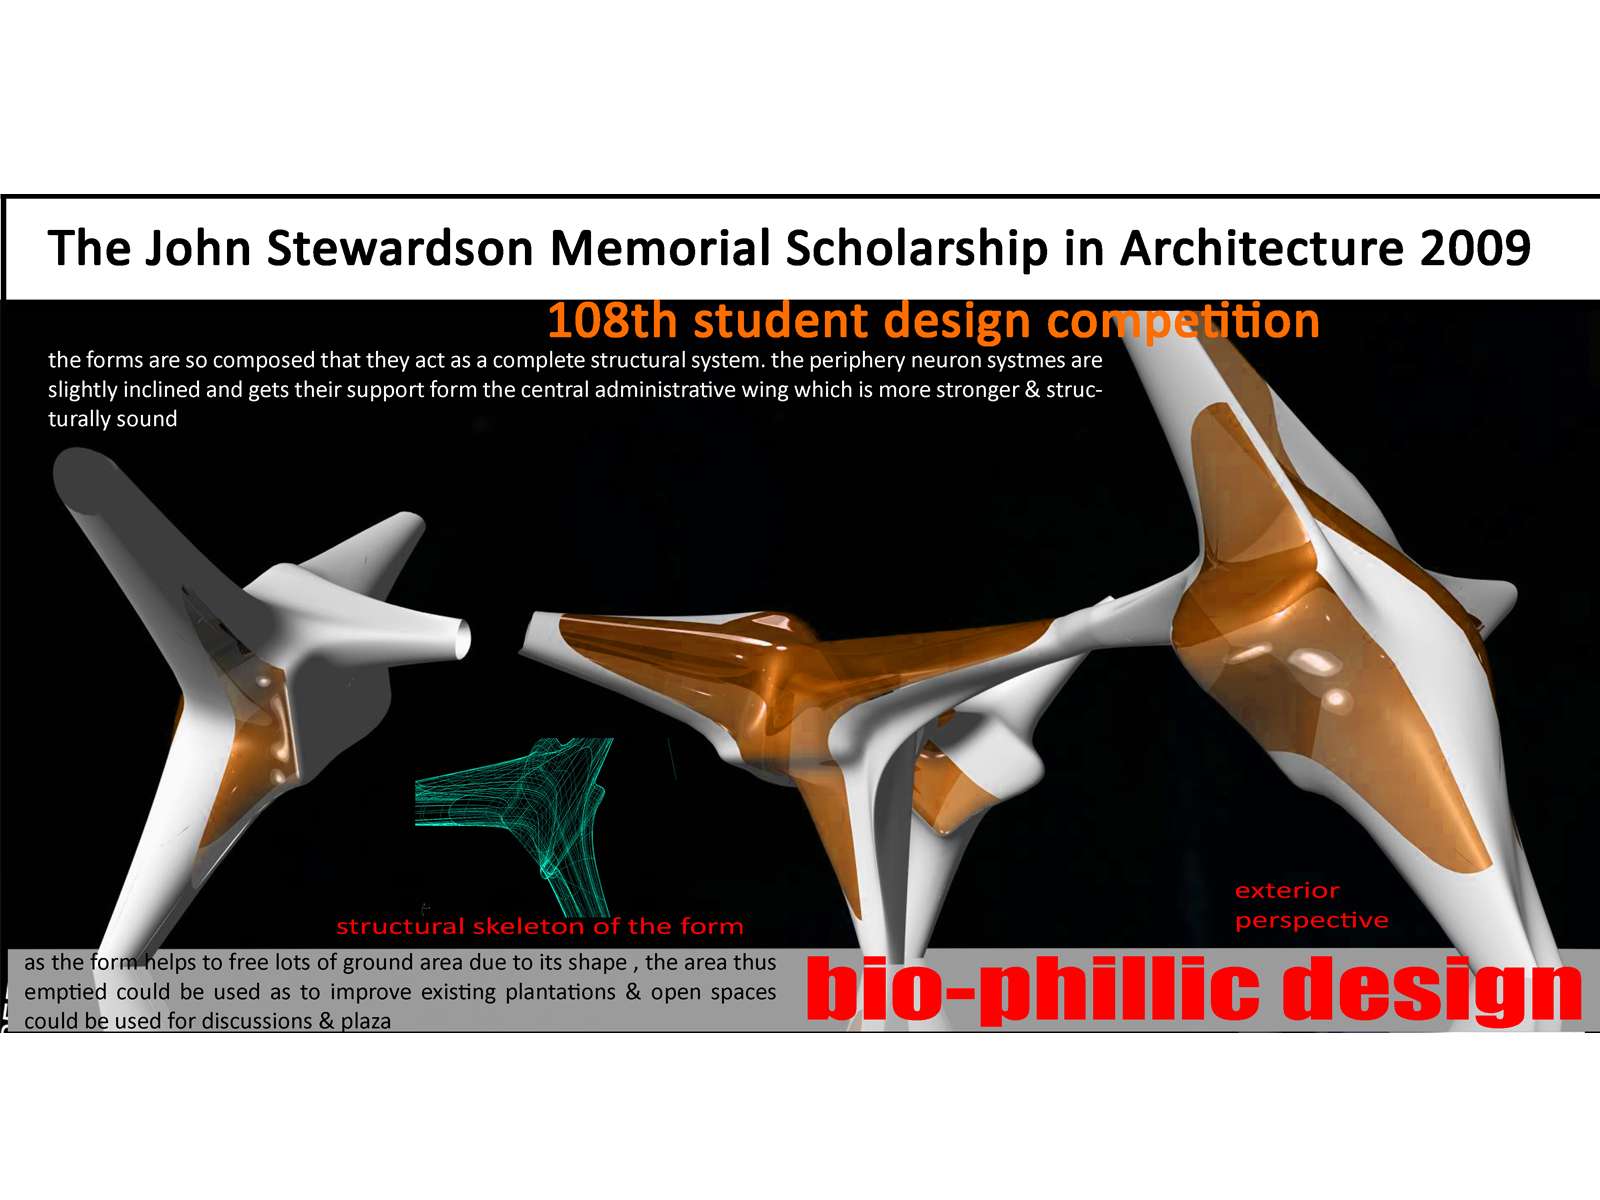 The John Stewardson Memorial Scholarship in Architecture 2009
108th student design competition
the forms are so composed that they act as a complete structural system. the periphery neuron systmes are
slightly inclined and gets their support form the central administrative wing which is more stronger & struc-
turally sound
exterior
perspective
structural skeleton of the form
as the form helps to free lots of ground area due to its shape , the area thus
emptied could be used as to improve existing plantations & open spaces
could be used for discussions & plaza
bio-phillic design